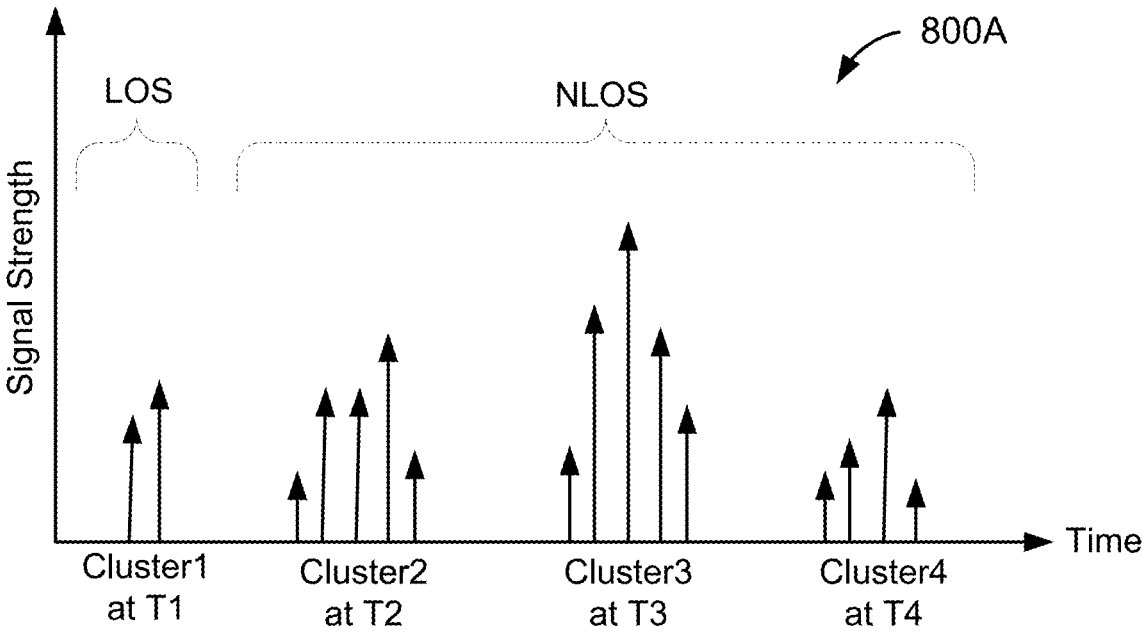 800A
LOS
NLOS
Signal Strength
Time
Cluster1
at T1
Cluster2
at T2
Cluster3
at T3
Cluster4
at T4